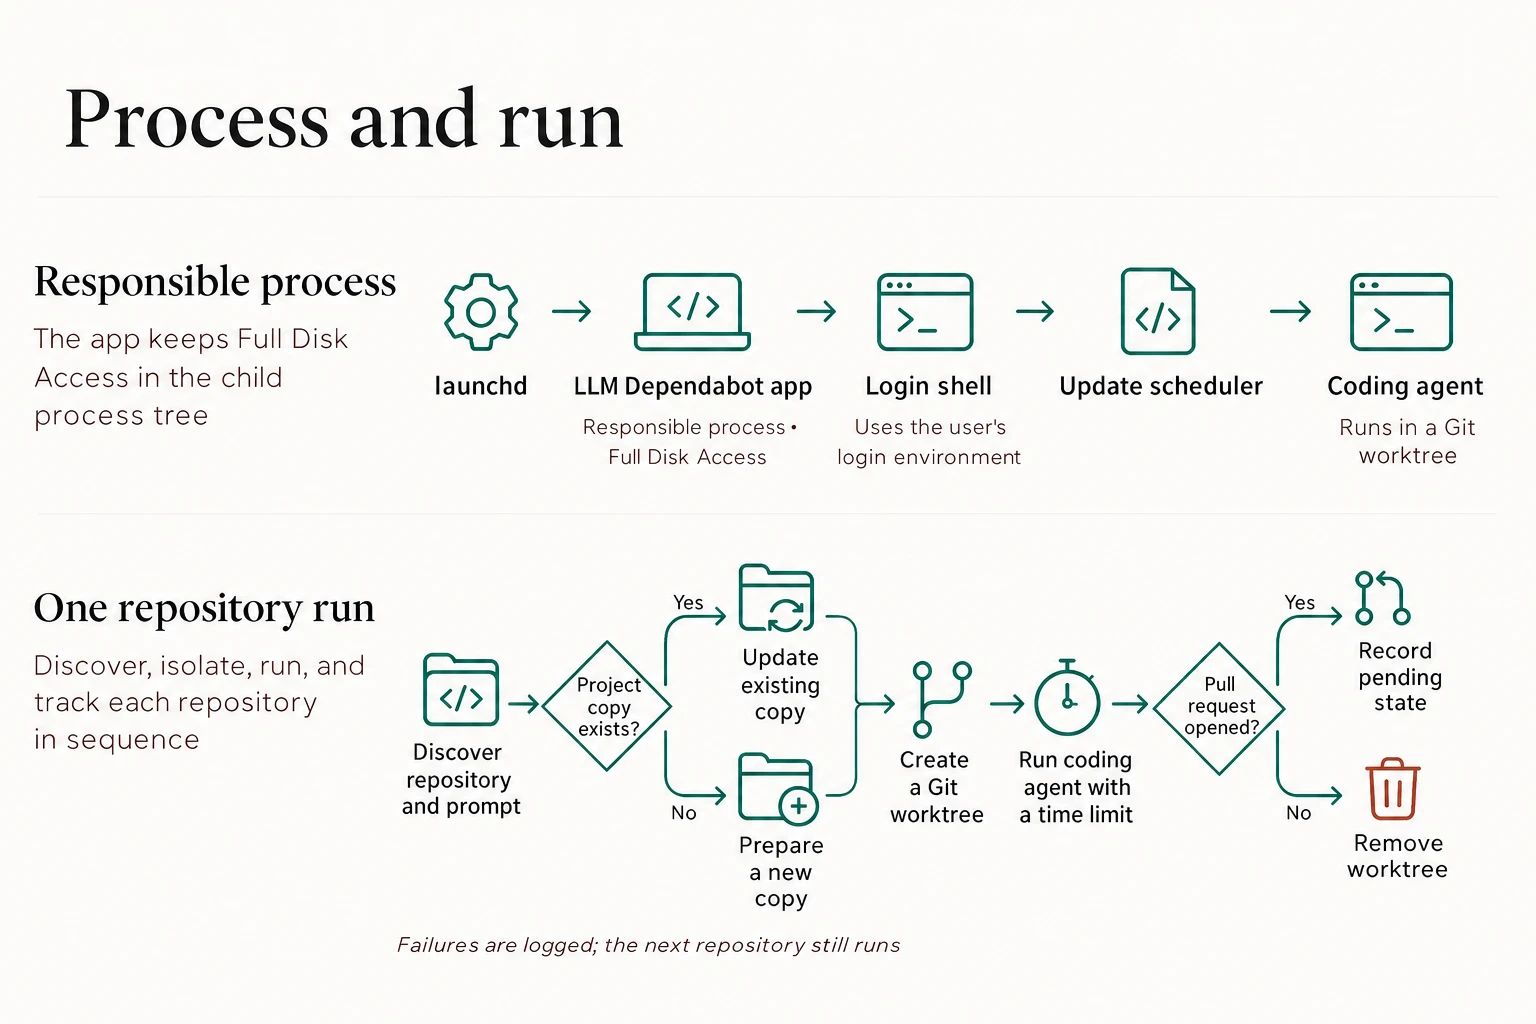 Process and run
Responsible process
The app keeps Full Disk
Access in the child
process tree
launchd
LLM Dependabot app
Responsible process •
Full Disk Access
Login shell
Uses the user's
login environment
Update scheduler
Coding agent
Runs in a Git
worktree
One repository run
Discover, isolate, run, and
track each repository
in sequence
Discover
repository
and prompt
Project
copy
exists?
Yes
Update
existing
copy
No
Prepare
a new
copy
Create
a Git
worktree
Run coding
agent with
a time limit
Pull
request
opened?
Yes
Record
pending
state
No
Remove
worktree
Failures are logged; the next repository still runs